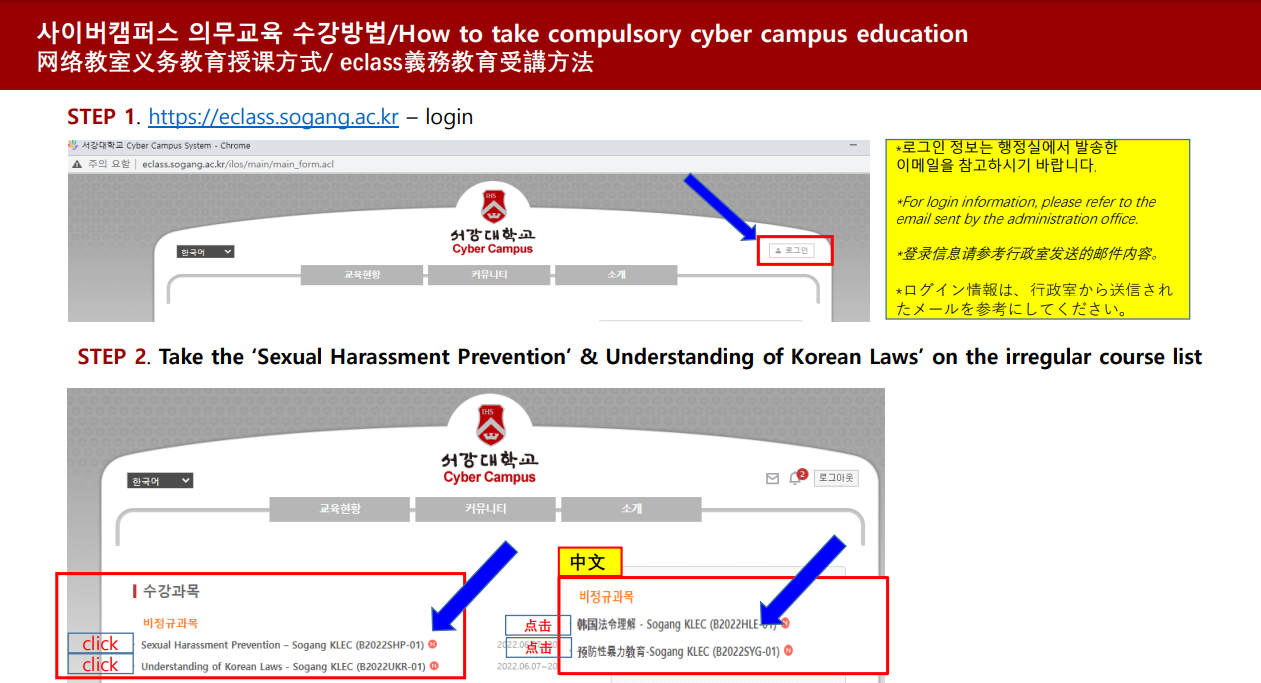 사이버캠퍼스 의무교육 수강방법/How to take compulsory cyber campus education
网络教室义务教育授课方式/ eclass義務教育受講方法
STEP 1. https://eclass.sogang.ac.kr – login
서강대학교 Cyber Campus System - Chrome
주의 요함 | eclass.sogang.ac.kr/ilos/main/main_form.acl
IHS
서강대학교
Cyber Campus
한국어
로그인
교육현황
커뮤니티
소개
*로그인 정보는 행정실에서 발송한
이메일을 참고하시기 바랍니다.
*For login information, please refer to the
email sent by the administration office.
*登录信息请参考行政室发送的邮件内容。
*ログイン情報は、行政室から送信され
たメールを参考にしてください。
STEP 2. Take the ‘Sexual Harassment Prevention’ & Understanding of Korean Laws’ on the irregular course list
IHS
서강대학교
Cyber Campus
한국어
2
로그아웃
교육현황
커뮤니티
소개
수강과목
비정규과목
click
Sexual Harassment Prevention – Sogang KLEC (B2022SHP-01) N
click
Understanding of Korean Laws - Sogang KLEC (B2022UKR-01) N
中文
비정규과목
点击
韩国法令理解 - Sogang KLEC (B2022HLE-01) N
点击
预防性暴力教育-Sogang KLEC (B2022SYG-01) N
2022.06.07~20